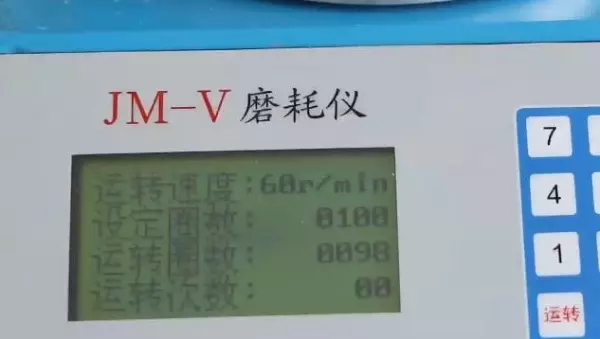 JM-V 磨耗仪
运转速度:60r/min
设定圈数: 0100
运转圈数: 0098
运转次数: 00
7
4
1
运转